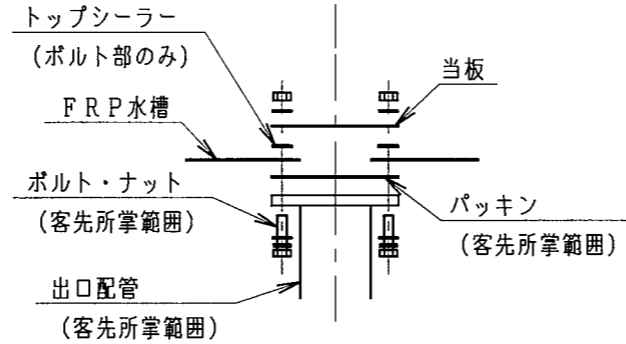 トップシーラー
(ボルト部のみ)
当板
ＦＲＰ水槽
ボルト・ナット
(客先所掌範囲)
パッキン
(客先所掌範囲)
出口配管
(客先所掌範囲)